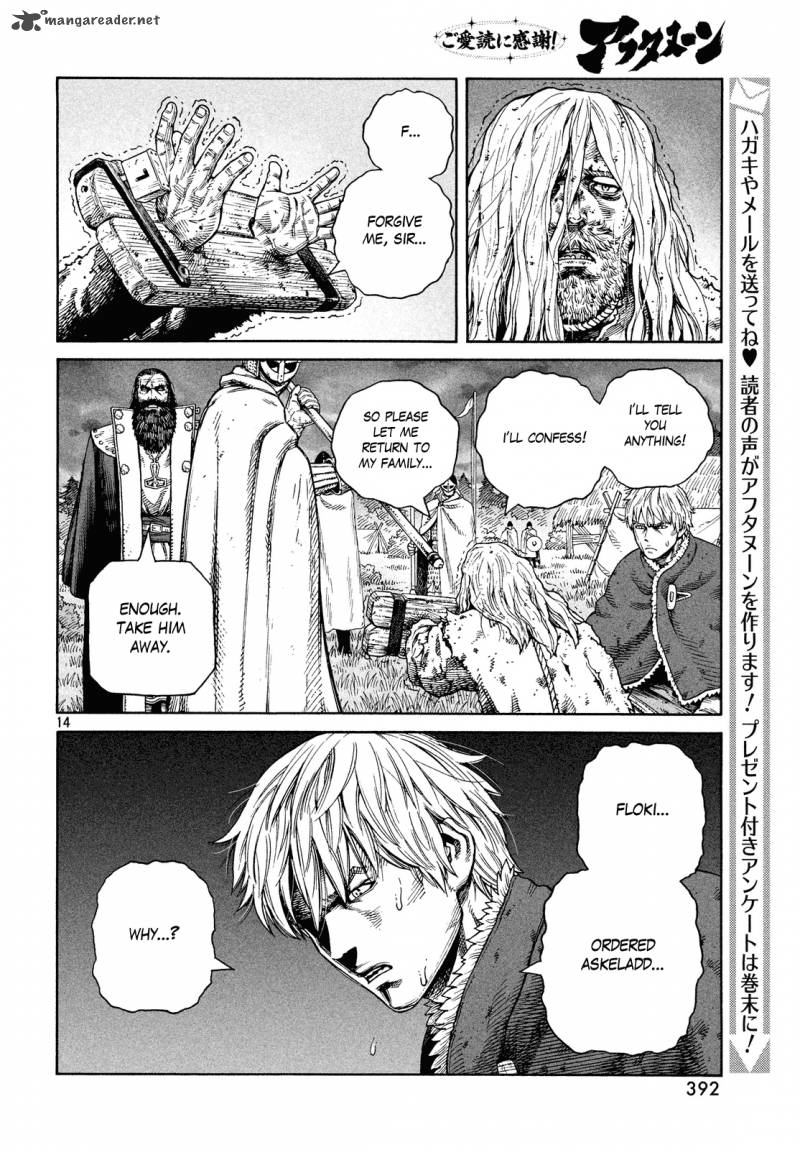 mangareader.net
ご愛読に感謝!
アフタヌーン
F...
FORGIVE
ME, SIR...
I'LL TELL
YOU
ANYTHING!
I'LL CONFESS!
SO PLEASE
LET ME
RETURN TO
MY FAMILY...
ENOUGH.
TAKE HIM
AWAY.
14
FLOKI...
ORDERED
ASKELADD...
WHY...?
ハガキやメールを送ってね♥ 読者の声がアフタヌーンを作ります! プレゼント付きアンケートは巻末に!
392